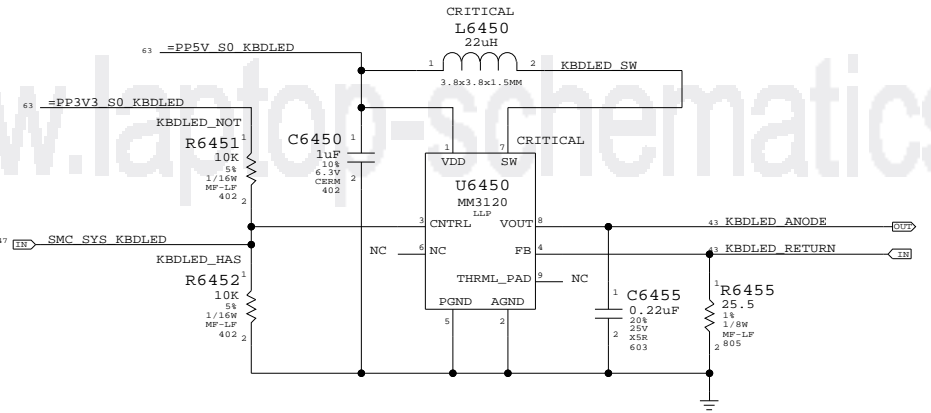 CRITICAL
L6450
22uH
63 =PP5V_S0_KBDLED
1 2 KBDLED_SW
3.8x3.8x1.5MM
63 =PP3V3_S0_KBDLED
w.laptop-schematics
KBDLED_NOT
R6451 1
10K
5%
1/16W
MF-LF
402 2
C6450 1
1uF
10%
6.3V
CERM
402
2
1 7 CRITICAL
VDD SW
U6450
MM3120
LLP
3 CNTRL VOUT 8
43 KBDLED_ANODE OUT
47 IN SMC_SYS_KBDLED
NC 6 NC FB 4
43 KBDLED_RETURN IN
KBDLED_HAS
R6452 1
10K
5%
1/16W
MF-LF
402 2
THRML_PAD 9 NC
PGND AGND
5 2
1 C6455
0.22uF
20%
25V
X5R
603
2
1 R6455
25.5
1%
1/8W
MF-LF
805
2